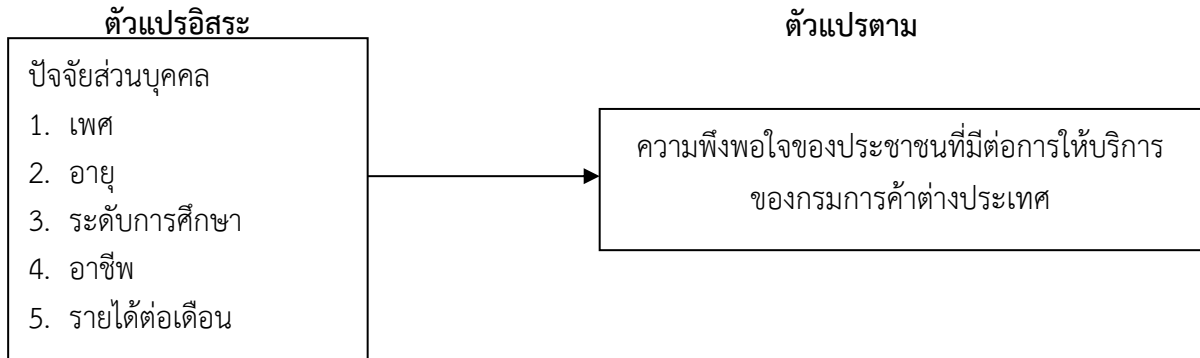 ตัวแปรอิสระ
ปัจจัยส่วนบุคคล
1. เพศ
2. อายุ
3. ระดับการศึกษา
4. อาชีพ
5. รายได้ต่อเดือน
ตัวแปรตาม
ความพึงพอใจของประชาชนที่มีต่อการให้บริการ
ของกรมการค้าต่างประเทศ